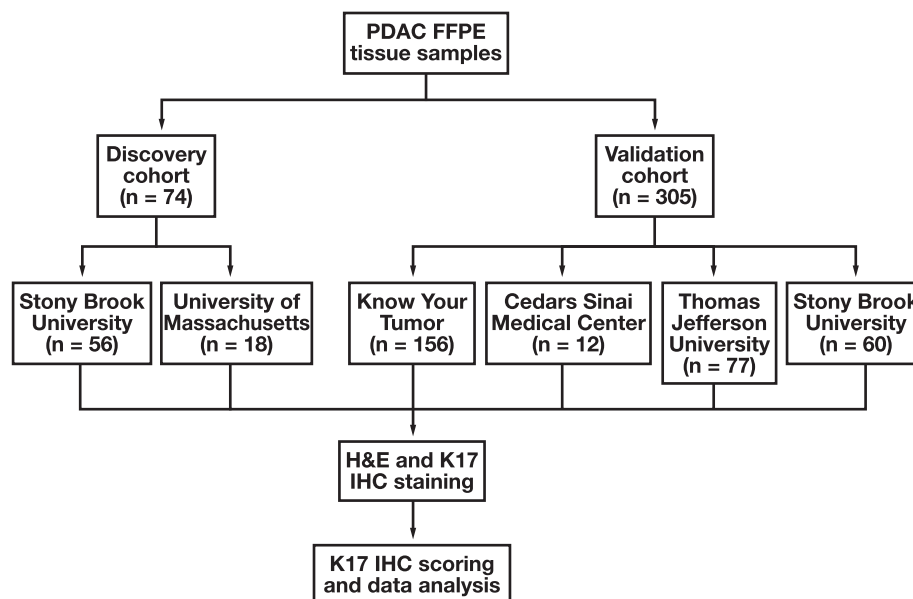 PDAC FFPE
tissue samples
Discovery
cohort
(n = 74)
Validation
cohort
(n = 305)
Stony Brook
University
(n = 56)
University of
Massachusetts
(n = 18)
Know Your
Tumor
(n = 156)
Cedars Sinai
Medical Center
(n = 12)
Thomas
Jefferson
University
(n = 77)
Stony Brook
University
(n = 60)
H&E and K17
IHC staining
K17 IHC scoring
and data analysis